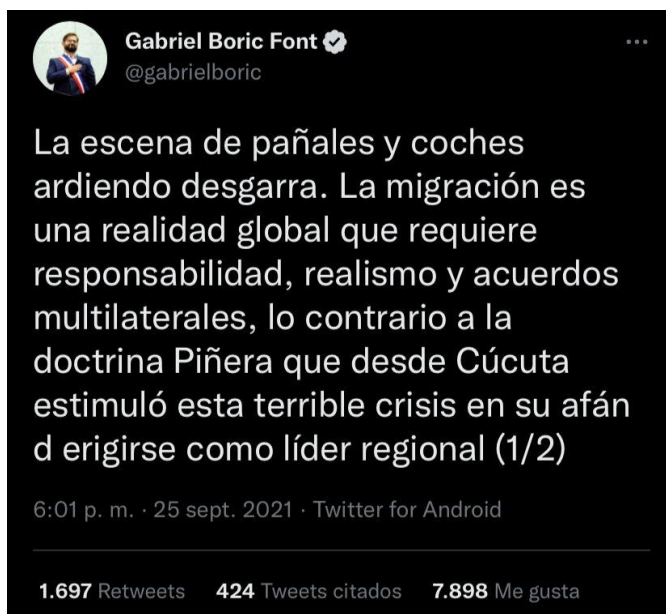 Gabriel Boric Font
@gabrielboric
La escena de pañales y coches
ardiendo desgarra. La migración es
una realidad global que requiere
responsabilidad, realismo y acuerdos
multilaterales, lo contrario a la
doctrina Piñera que desde Cúcuta
estimuló esta terrible crisis en su afán
d erigirse como líder regional (1/2)
6:01 p. m. · 25 sept. 2021 · Twitter for Android
1.697 Retweets 424 Tweets citados 7.898 Me gusta